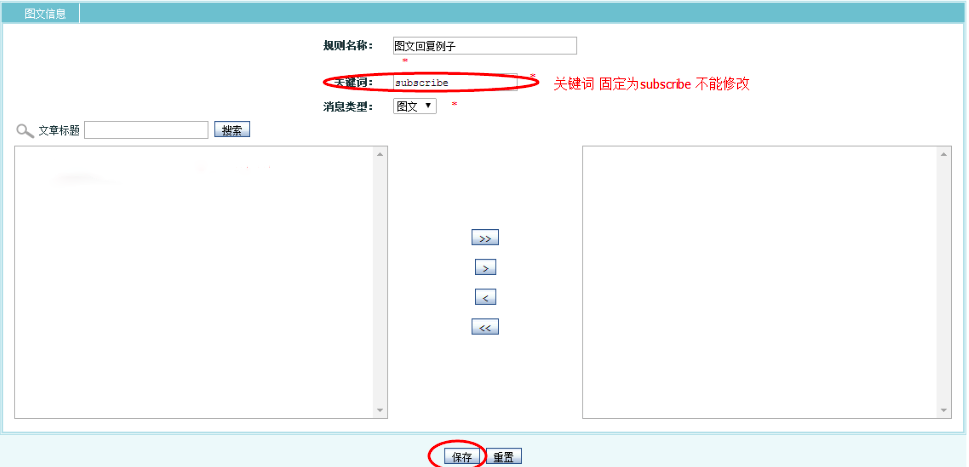 图文信息
规则名称： 图文回复例子
*
关键词： subscribe * 关键词 固定为subscribe 不能修改
消息类型： 图文 *
文章标题 搜索
>>
>
<
<<
保存 重置